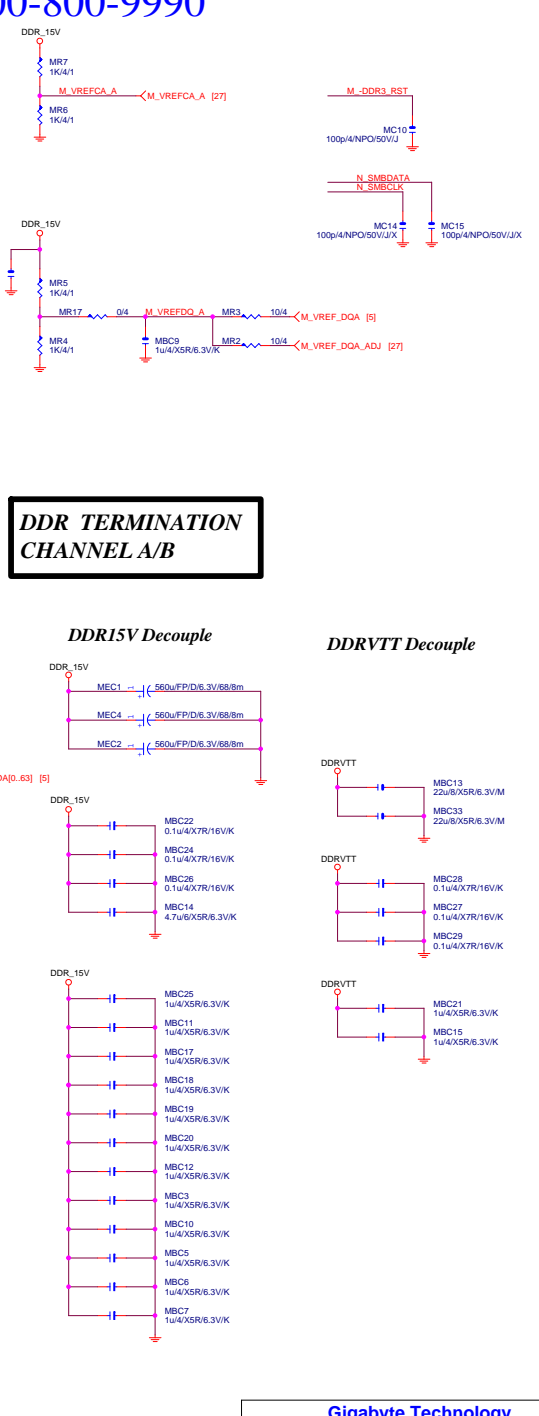 00-800-9990
DDR_15V
MR7
1K/4/1
M_VREFCA_A
M_VREFCA_A [27]
MR6
1K/4/1
M_-DDR3_RST
MC10
100p/4/NPO/50V/J
N_SMBDATA
N_SMBCLK
MC14
100p/4/NPO/50V/J/X
MC15
100p/4/NPO/50V/J/X
DDR_15V
MR5
1K/4/1
MR17 0/4 M_VREFDQ_A MR3 10/4 M_VREF_DQA [5]
MR4
1K/4/1
MBC9
1u/4/X5R/6.3V/K
MR2 10/4 M_VREF_DQA_ADJ [27]
DDR TERMINATION
CHANNEL A/B
DDR15V Decouple
DDR_15V
MEC1 1 + 560u/FP/D/6.3V/68/8m
MEC4 1 + 560u/FP/D/6.3V/68/8m
MEC2 1 + 560u/FP/D/6.3V/68/8m
DA[0..63] [5]
DDR_15V
MBC22
0.1u/4/X7R/16V/K
MBC24
0.1u/4/X7R/16V/K
MBC26
0.1u/4/X7R/16V/K
MBC14
4.7u/6/X5R/6.3V/K
DDR_15V
MBC25
1u/4/X5R/6.3V/K
MBC11
1u/4/X5R/6.3V/K
MBC17
1u/4/X5R/6.3V/K
MBC18
1u/4/X5R/6.3V/K
MBC19
1u/4/X5R/6.3V/K
MBC20
1u/4/X5R/6.3V/K
MBC12
1u/4/X5R/6.3V/K
MBC3
1u/4/X5R/6.3V/K
MBC10
1u/4/X5R/6.3V/K
MBC5
1u/4/X5R/6.3V/K
MBC6
1u/4/X5R/6.3V/K
MBC7
1u/4/X5R/6.3V/K
DDRVTT Decouple
DDRVTT
MBC13
22u/8/X5R/6.3V/M
MBC33
22u/8/X5R/6.3V/M
DDRVTT
MBC28
0.1u/4/X7R/16V/K
MBC27
0.1u/4/X7R/16V/K
MBC29
0.1u/4/X7R/16V/K
DDRVTT
MBC21
1u/4/X5R/6.3V/K
MBC15
1u/4/X5R/6.3V/K
Gigabyte Technology